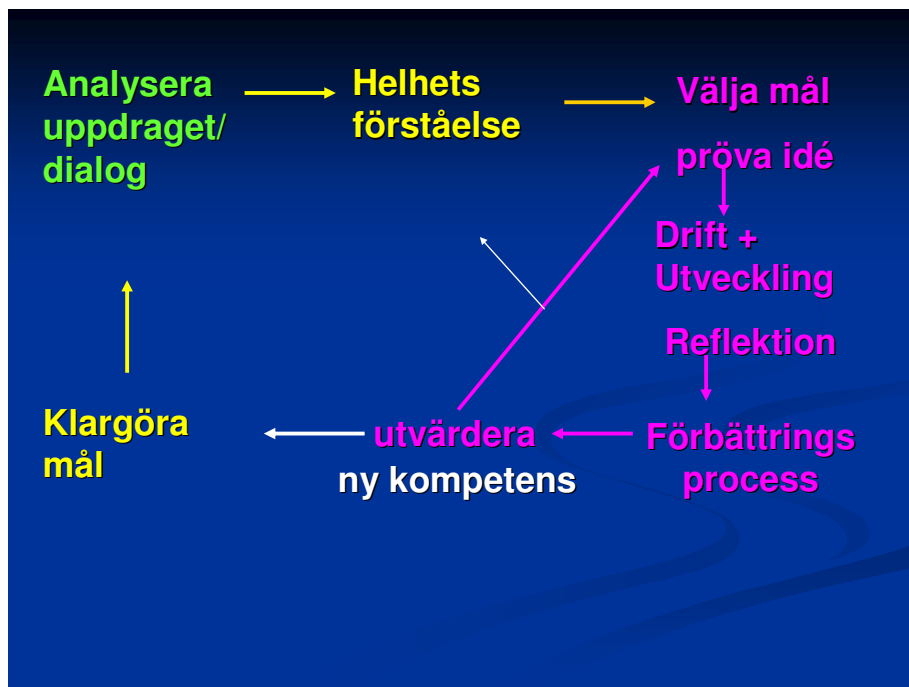 Analysera
uppdraget/
dialog
Helhets
förståelse
Välja mål
pröva idé
Drift +
Utveckling
Reflektion
Förbättrings
process
utvärdera
ny kompetens
Klargöra
mål